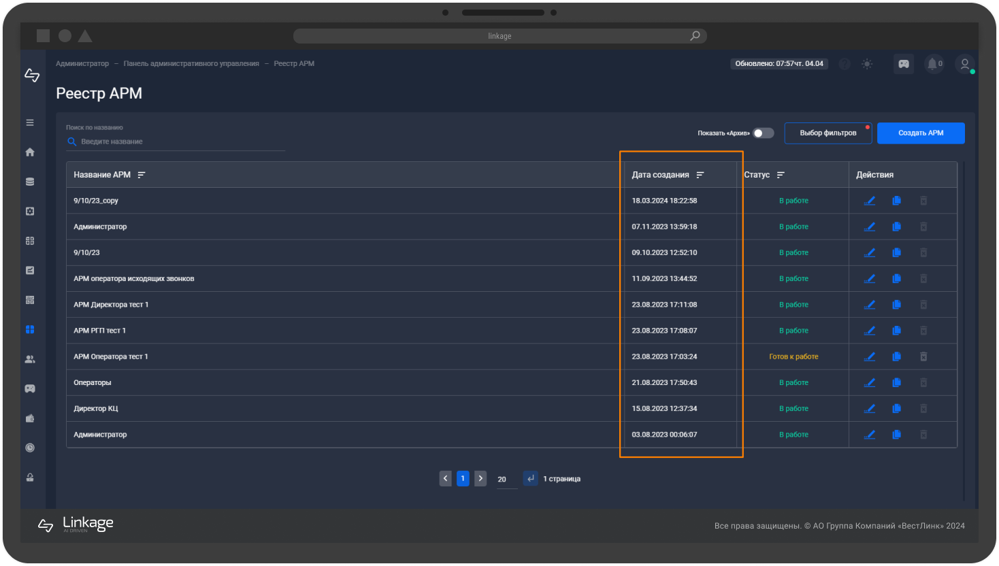 linkage
Администратор – Панель административного управления – Реестр АРМ
Обновлено: 07:57чт. 04.04
0
Реестр АРМ
Поиск по названию
Введите название
Показать «Архив»
Выбор фильтров
Создать АРМ
Название АРМ Дата создания Статус Действия
9/10/23_copy 18.03.2024 18:22:58 В работе
Администратор 07.11.2023 13:59:18 В работе
9/10/23 09.10.2023 12:52:10 В работе
АРМ оператора исходящих звонков 11.09.2023 13:44:52 В работе
АРМ Директора тест 1 23.08.2023 17:11:08 В работе
АРМ РГП тест 1 23.08.2023 17:08:07 В работе
АРМ Оператора тест 1 23.08.2023 17:03:24 Готов к работе
Операторы 21.08.2023 17:50:43 В работе
Директор КЦ 15.08.2023 12:37:34 В работе
Администратор 03.08.2023 00:06:07 В работе
1 20 1 страница
Linkage
AI DRIVEN
Все права защищены. © АО Группа Компаний «ВестЛинк» 2024